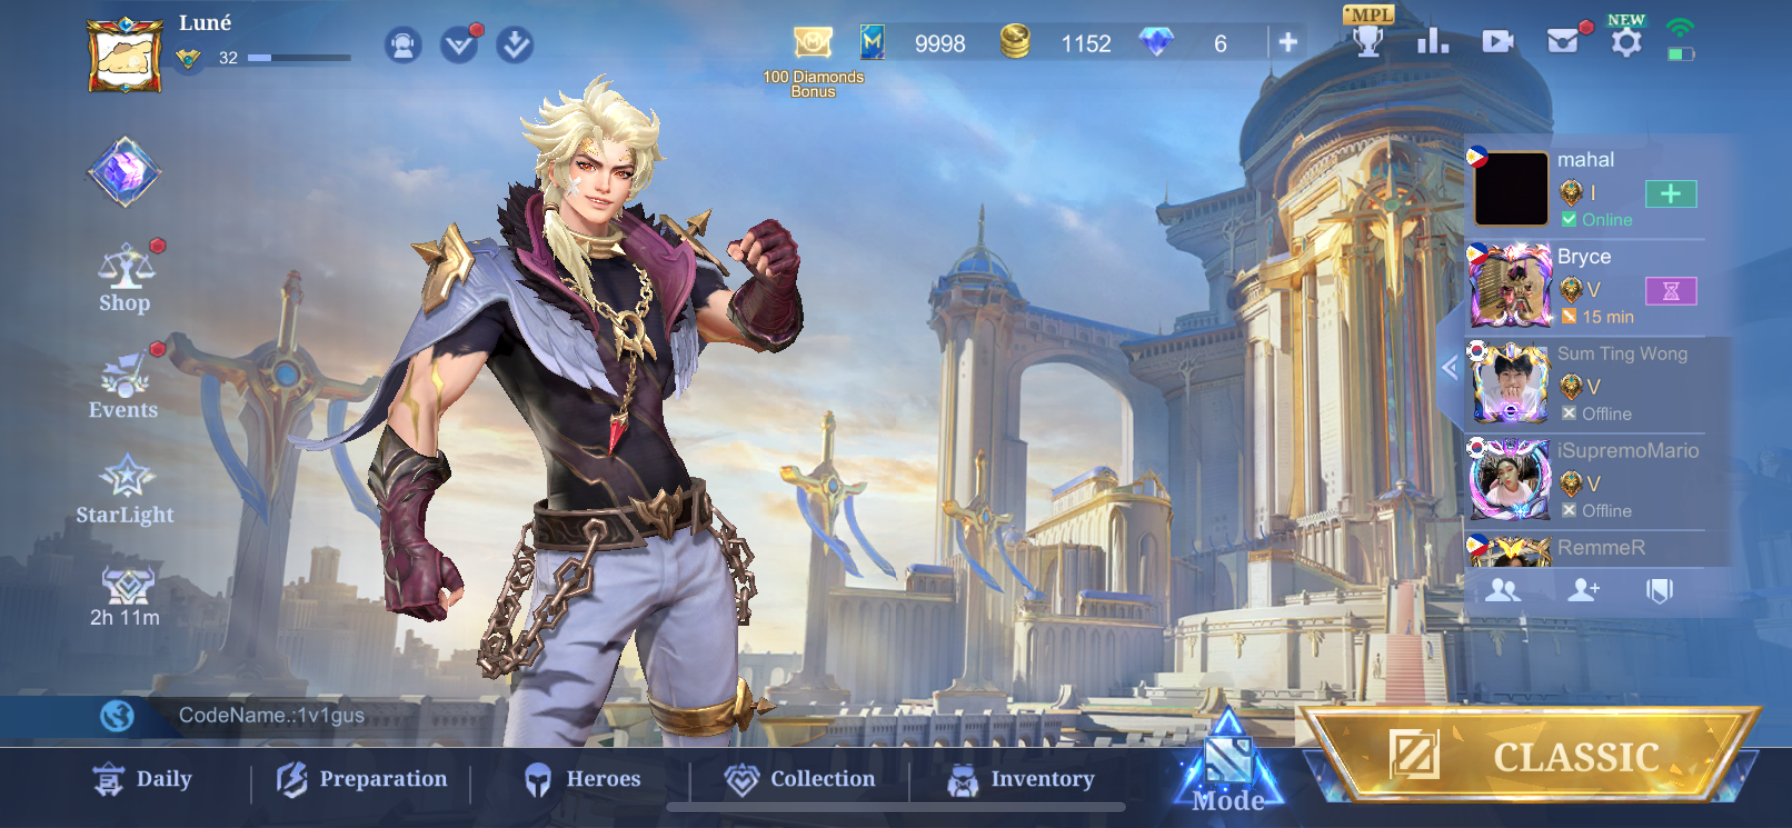 Luné
32
100 Diamonds
Bonus
9998
1152
6
MPL
NEW
mahal
I
Online
Bryce
V
15 min
Sum Ting Wong
V
Offline
iSupremoMario
V
Offline
RemmeR
Shop
Events
StarLight
2h 11m
CodeName.:1v1gus
Daily
Preparation
Heroes
Collection
Inventory
Mode
CLASSIC